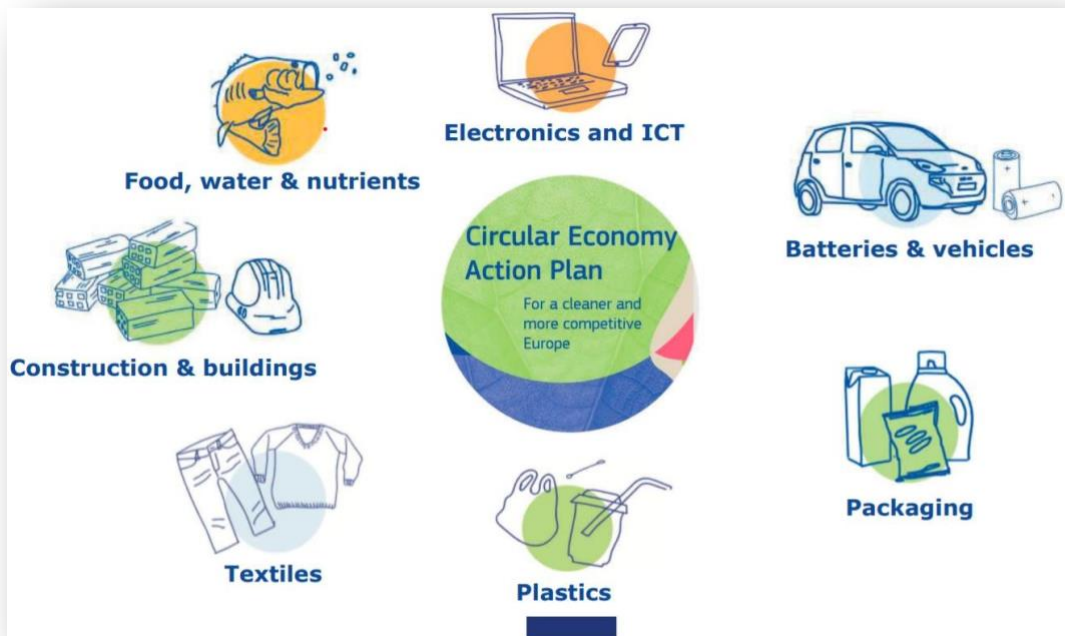 Electronics and ICT
Food, water & nutrients
Batteries & vehicles
Circular Economy
Action Plan
For a cleaner and
more competitive
Europe
Construction & buildings
Packaging
Textiles
Plastics